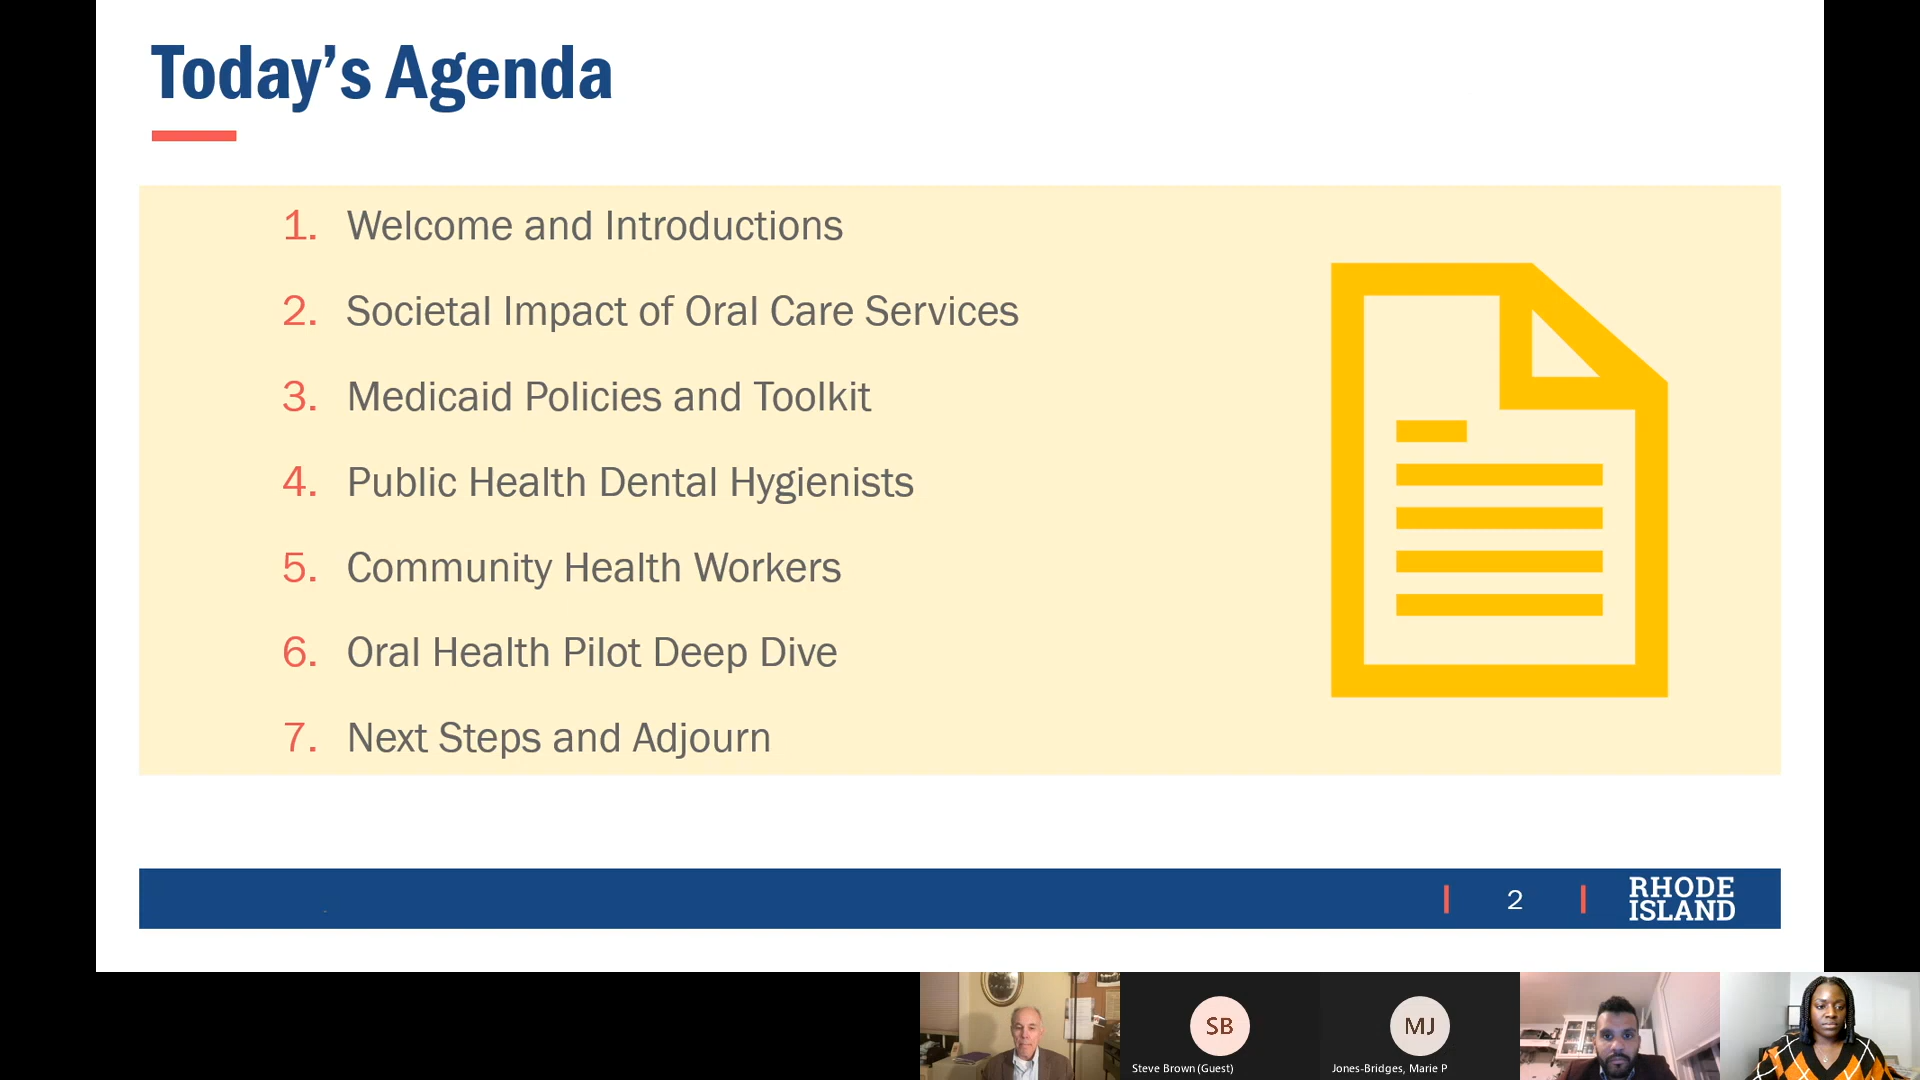 Today’s Agenda
1. Welcome and Introductions
2. Societal Impact of Oral Care Services
3. Medicaid Policies and Toolkit
4. Public Health Dental Hygienists
5. Community Health Workers
6. Oral Health Pilot Deep Dive
7. Next Steps and Adjourn
2
RHODE
ISLAND
SB
Steve Brown (Guest)
MJ
Jones-Bridges, Marie P